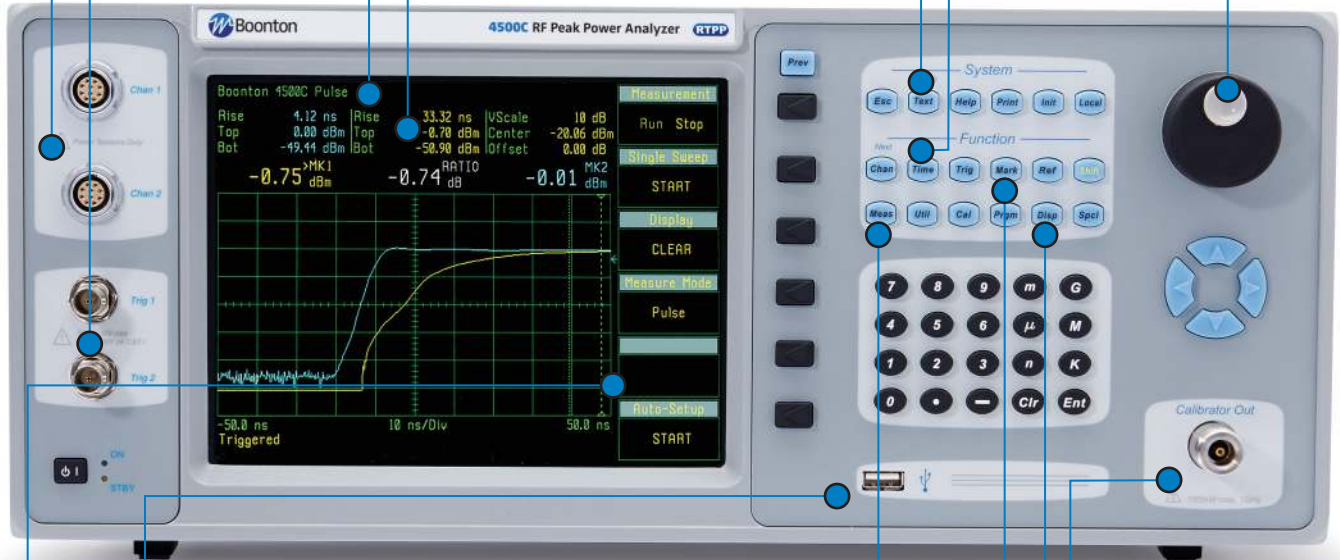 Boonton
4500C RF Peak Power Analyzer RTPP
Chan 1
Power Sensors Only
Chan 2
Trig 1
Trig 2
ON
STBY
Boonton 4500C Pulse
Rise 4.12 ns Rise 33.32 ns VScale 10 dB
Top 0.00 dBm Top -0.70 dBm Center -20.06 dBm
Bot -49.44 dBm Bot -50.90 dBm Offset 0.00 dB
>MK1 RATIO MK2
-0.75 dBm -0.74 dB -0.01 dBm
-50.0 ns 10 ns/Div 50.0 ns
Triggered
Measurement
Run Stop
Single Sweep
START
Display
CLEAR
Measure Mode
Pulse
Auto-Setup
START
Prev
System
Esc Text Help Print Init Local
Function
Next
Chan Time Trig Mark Ref Shift
Meas Util Cal Prgm Disp Spcl
7 8 9 m G
4 5 6 μ M
1 2 3 n K
0 • — Clr Ent
Calibrator Out